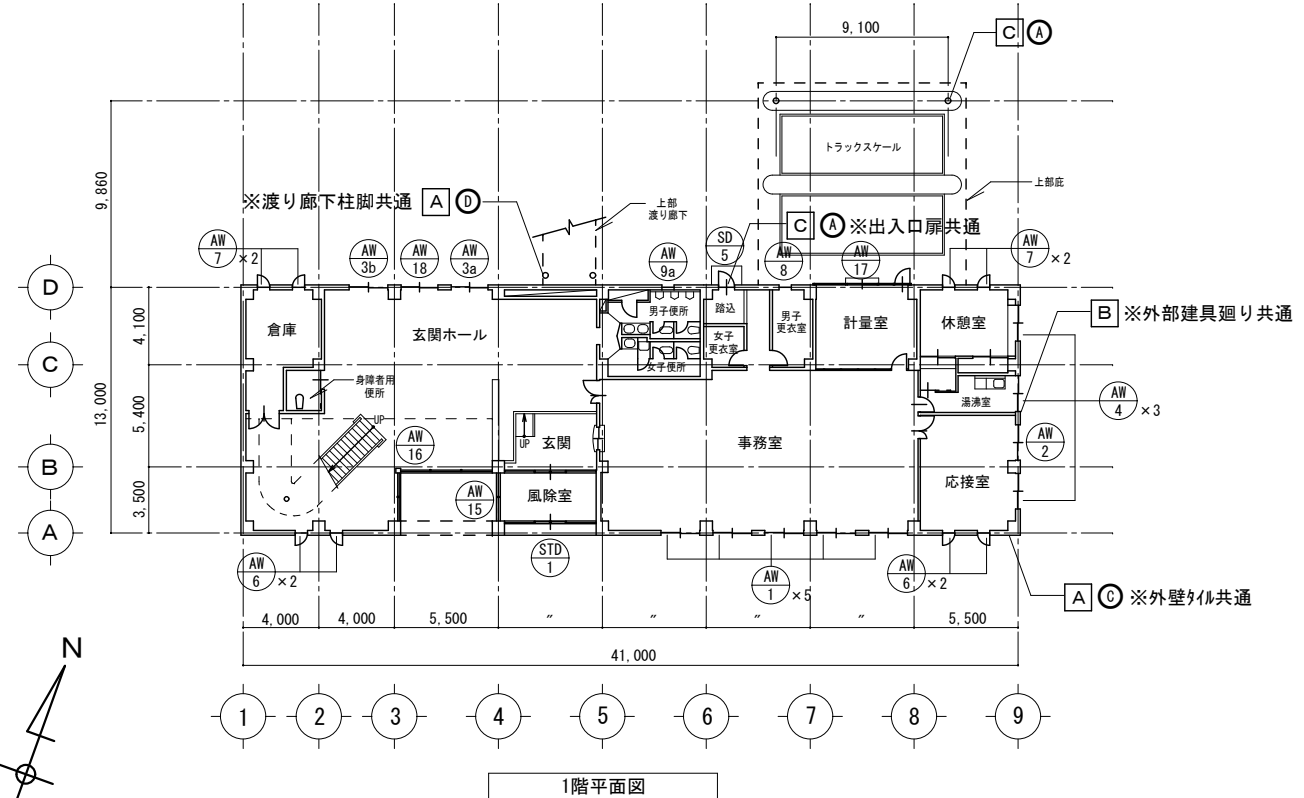 9,100
C A
トラックスケール
上部庇
9,860
※渡り廊下柱脚共通 A D
上部
渡り廊下
C A ※出入口扉共通
AW
7 ×2
AW
3b
AW
18
AW
3a
AW
9a
SD
5
AW
8
AW
17
AW
7 ×2
D
倉庫
玄関ホール
男子便所
踏込
男子
更衣室
計量室
休憩室
B ※外部建具廻り共通
4,100
女子
更衣室
女子便所
C
身障者用
便所
湯沸室
AW
4 ×3
13,000
5,400
UP
UP
AW
16
玄関
事務室
AW
2
B
応接室
3,500
AW
15
風除室
A
AW
6 ×2
STD
1
AW
1 ×5
AW
6 ×2
A C ※外壁タイル共通
4,000 4,000 5,500 〃 〃 〃 〃 5,500
41,000
N
1 2 3 4 5 6 7 8 9
1階平面図